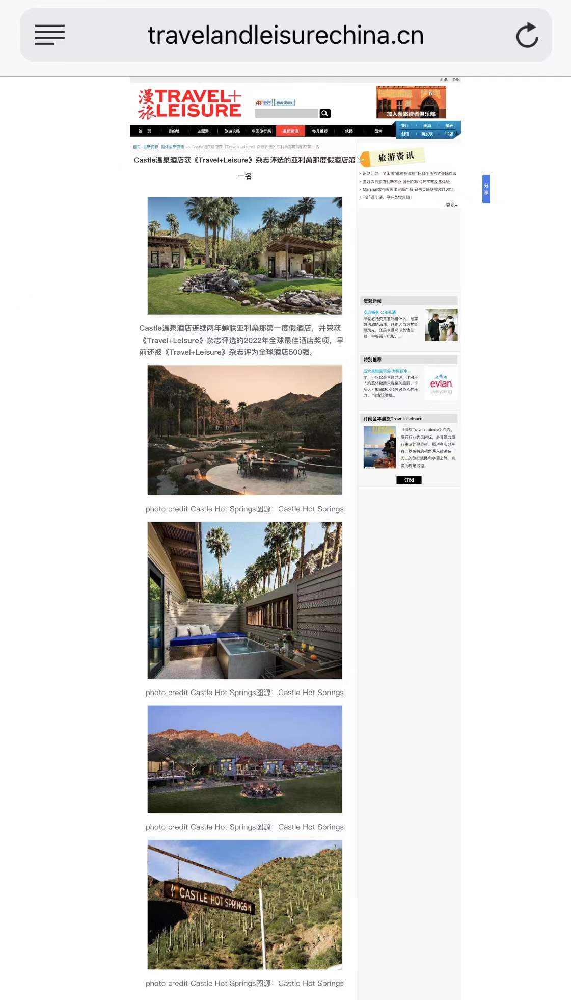 travelandleisurechina.cn
注册 | 登录
漫旅 TRAVEL+ LEISURE
微博 App Store
加入漫旅读者俱乐部
首 页 目的地 主题游 旅游攻略 中国旅行奖 最新资讯 每月推荐 线路 图集
餐厅 美酒 精表
创馆 新发现 书店
首页-最新资讯-国外最新资讯 >> Castle温泉酒店获《Travel+Leisure》杂志评选的亚利桑那度假酒店第一名
Castle温泉酒店获《Travel+Leisure》杂志评选的亚利桑那度假酒店第
一名
Castle温泉酒店连续两年蝉联亚利桑那第一度假酒店，并荣获
《Travel+Leisure》杂志评选的2022年全球最佳酒店奖项，早
前还被《Travel+Leisure》杂志评为全球酒店500强。
photo credit Castle Hot Springs图源：Castle Hot Springs
photo credit Castle Hot Springs图源：Castle Hot Springs
photo credit Castle Hot Springs图源：Castle Hot Springs
CASTLE HOT SPRINGS
photo credit Castle Hot Springs图源：Castle Hot Springs
旅游资讯
• 出彩北京！同派携"都市新邻居"社群生活方式登陆京城
• 皇冠假日酒店创新不止 推出沉浸式元宇宙文旅体验
• Marshall发布曜黑限定版产品 钻禧灵感致敬激昂60年
• "宴"遇东湖，寻味美食真髓
更多+
分享
宏观新闻
欢迎畅享 公主礼遇
邮轮旅行究竟意味着什么，是穿
越浩瀚的海洋，领略大自然的壮
丽风光，还是享受环球美食佳
肴，甲板露天电影，...
特别推荐
五大真相告诉你 为何饮水...
水，不仅仅是生命之源，水对于
人的整体健康来说至关重要，许
多人不知道缺水会导致更大的压
力， 情绪低落和...
evian
Live young
订阅全年漫旅Travel+Leisure
《漫旅Travel+Leisure》杂志，
旅行行业的风向标，最具魅力旅
行生活的倡导者、报道者和分享
者，以独特的视角深入报道独一
无二的旅行线路和享受之旅，真
实的现场报道。
订阅